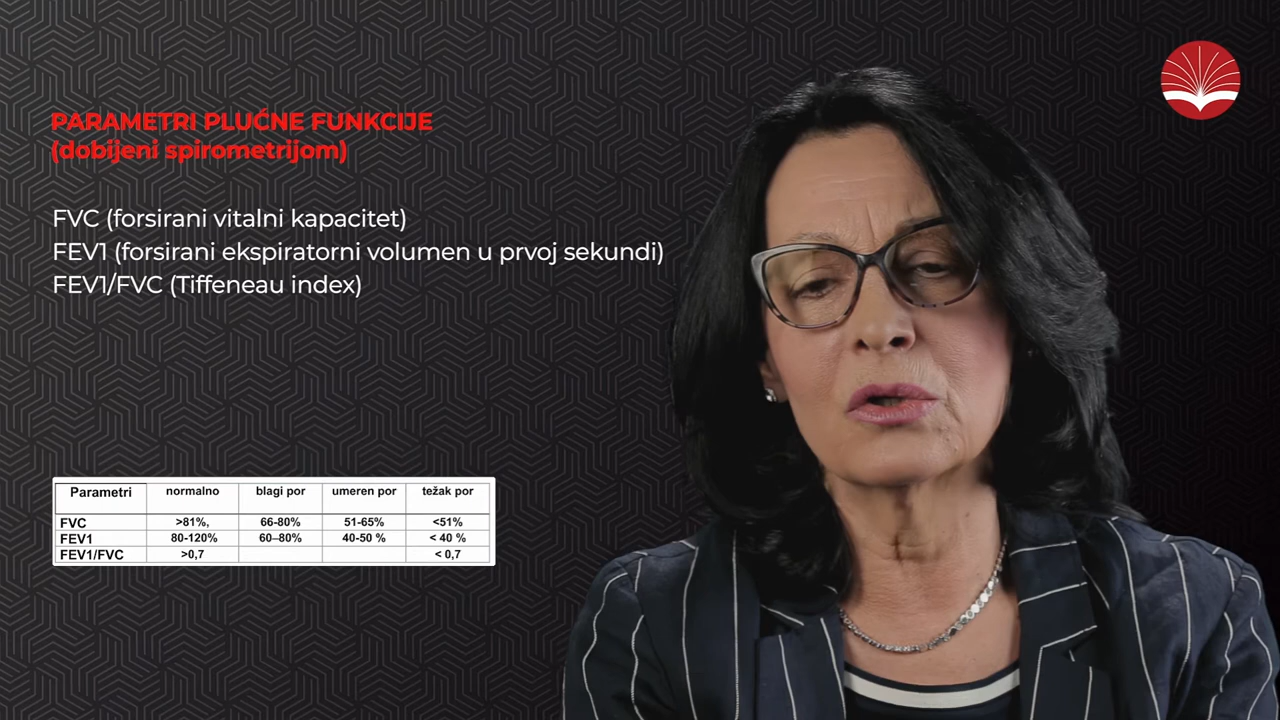 PARAMETRI PLUĆNE FUNKCIJE
(dobijeni spirometrijom)
FVC (forsirani vitalni kapacitet)
FEV1 (forsirani ekspiratorni volumen u prvoj sekundi)
FEV1/FVC (Tiffeneau index)
Parametri normalno blagi por umeren por težak por
FVC >81%, 66-80% 51-65% <51%
FEV1 80-120% 60–80% 40-50 % < 40 %
FEV1/FVC >0,7 < 0,7